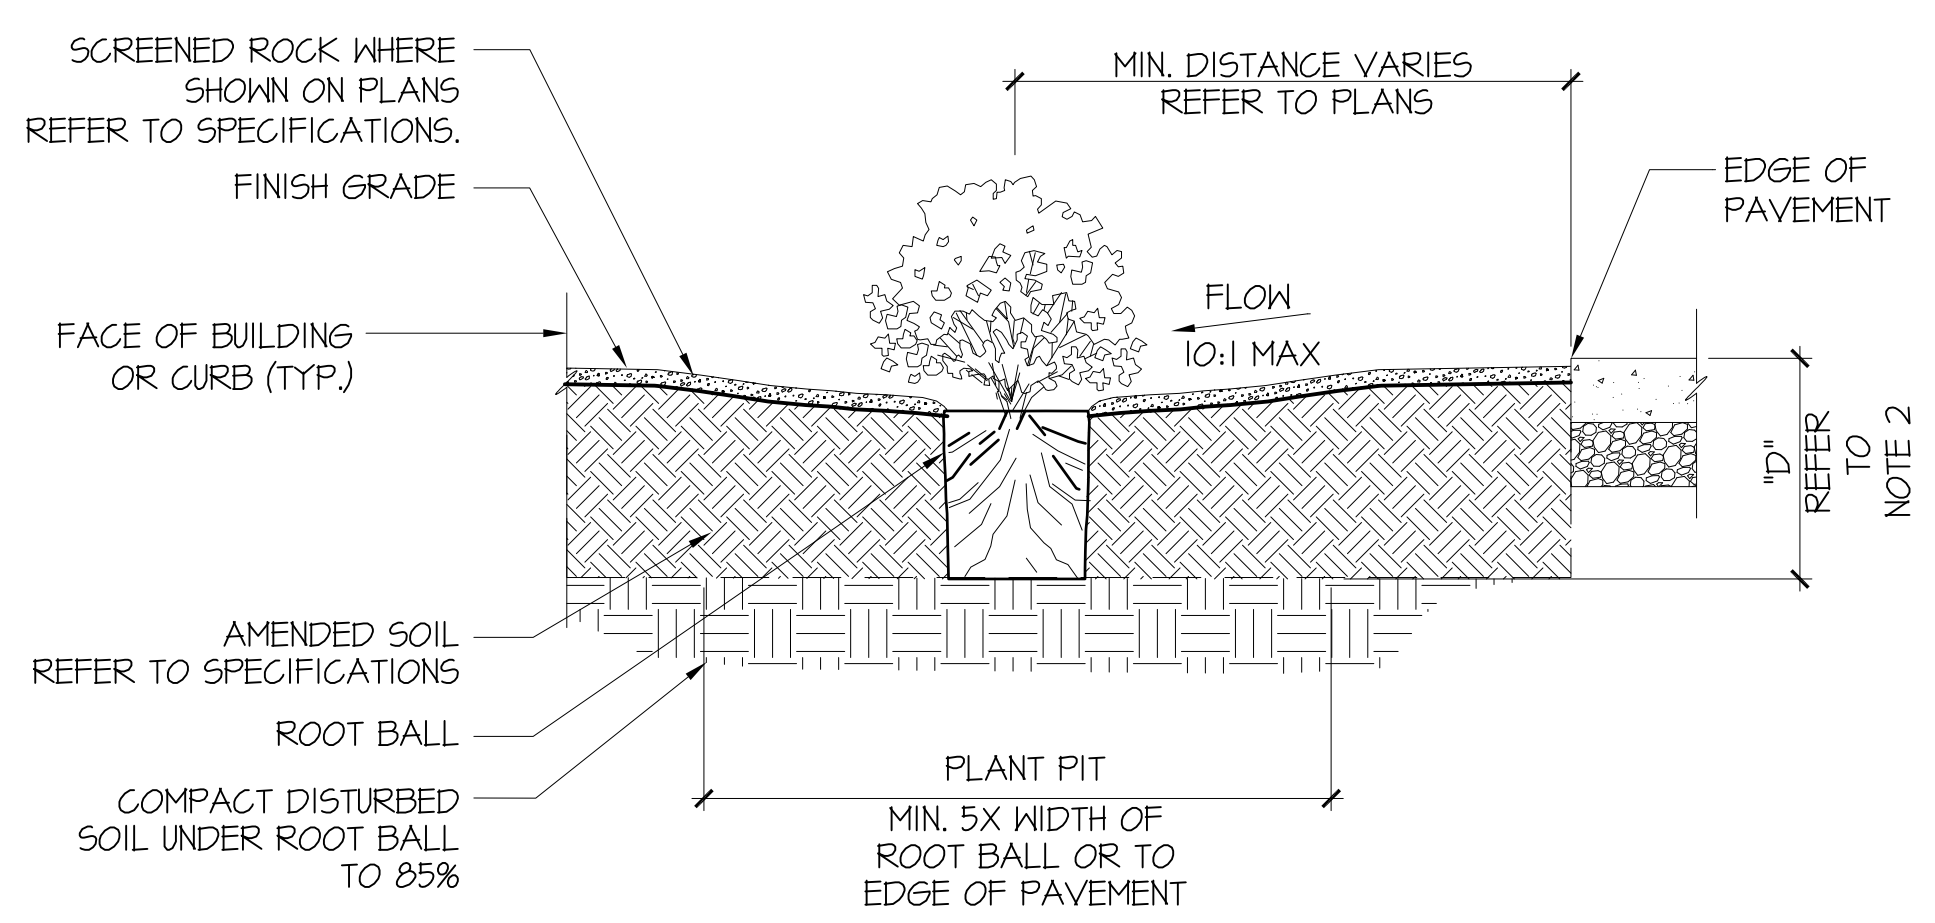 SCREENED ROCK WHERE
SHOWN ON PLANS
REFER TO SPECIFICATIONS.
FINISH GRADE
FACE OF BUILDING
OR CURB (TYP.)
MIN. DISTANCE VARIES
REFER TO PLANS
EDGE OF
PAVEMENT
FLOW
10:1 MAX
"D"
REFER
TO
NOTE 2
AMENDED SOIL
REFER TO SPECIFICATIONS
ROOT BALL
COMPACT DISTURBED
SOIL UNDER ROOT BALL
TO 85%
PLANT PIT
MIN. 5X WIDTH OF
ROOT BALL OR TO
EDGE OF PAVEMENT